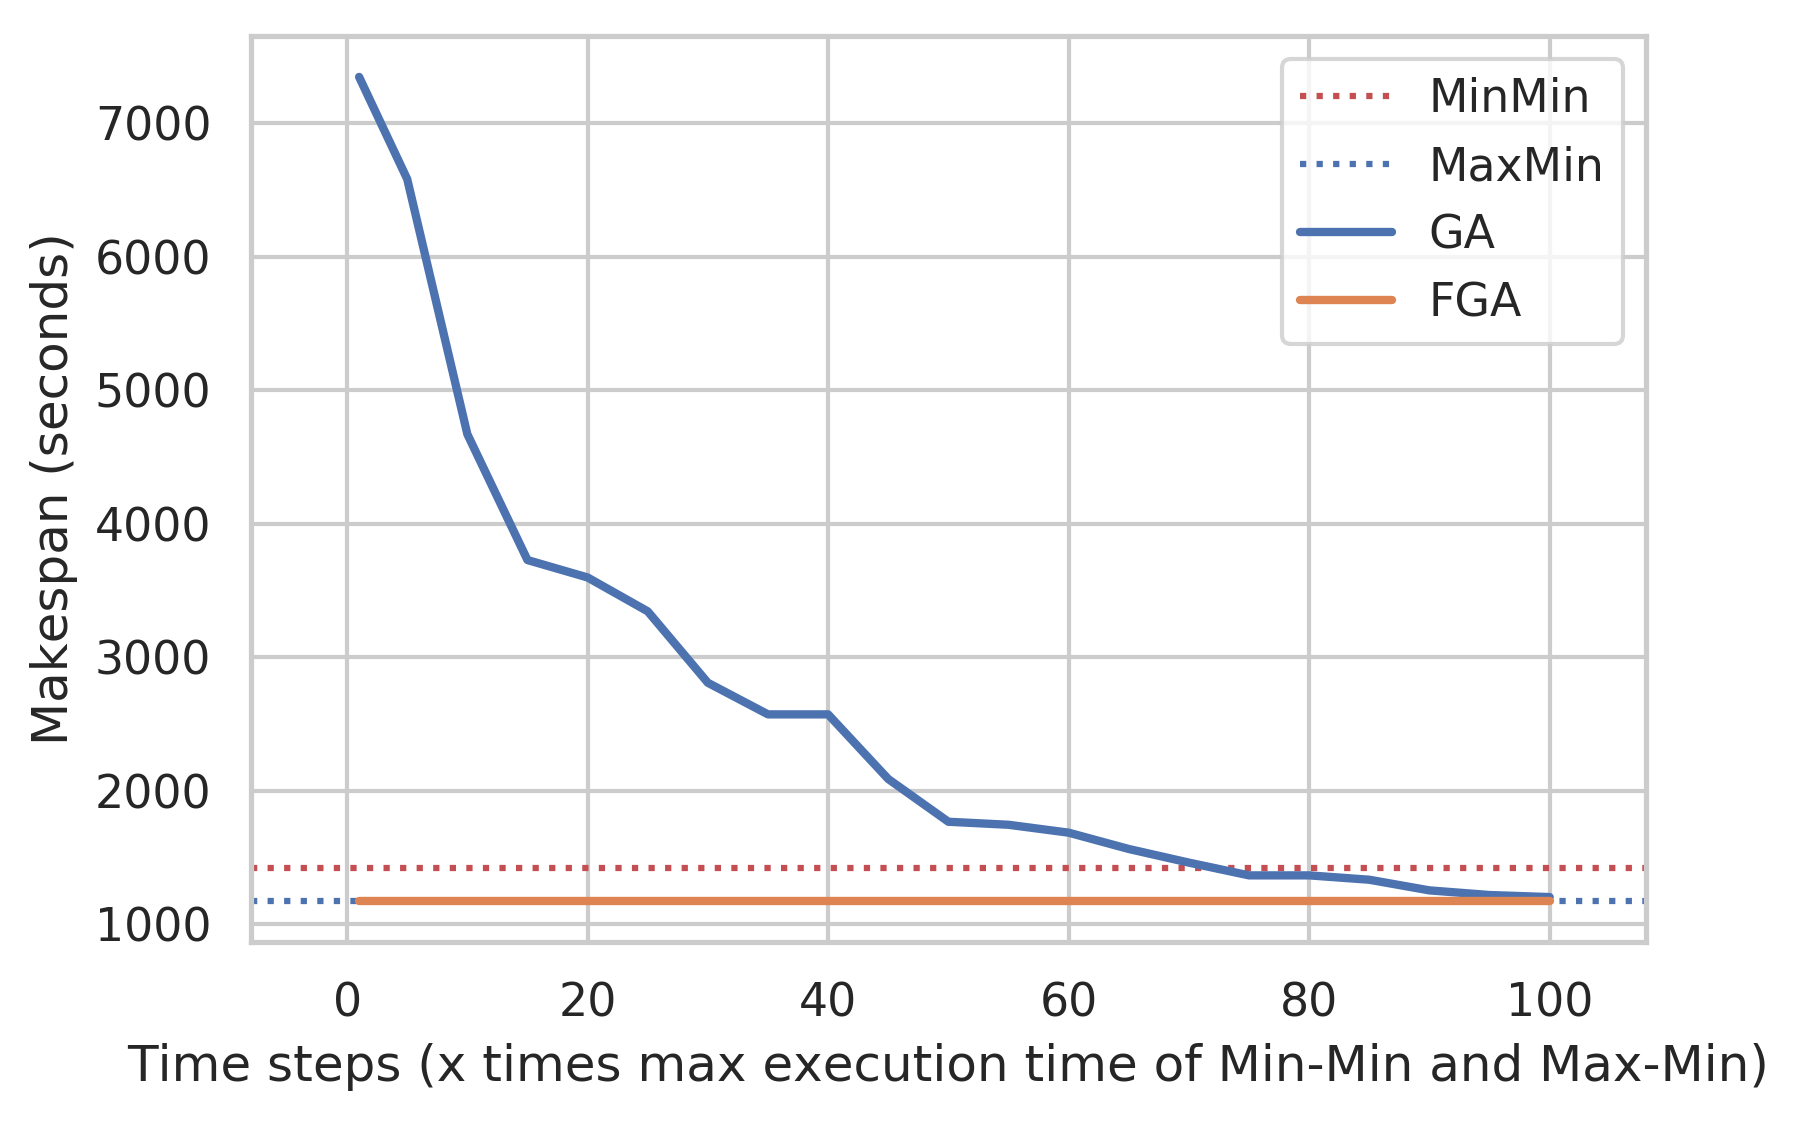 MinMin
MaxMin
GA
FGA
7000
6000
5000
4000
3000
2000
1000
Makespan (seconds)
0 20 40 60 80 100
Time steps (x times max execution time of Min-Min and Max-Min)